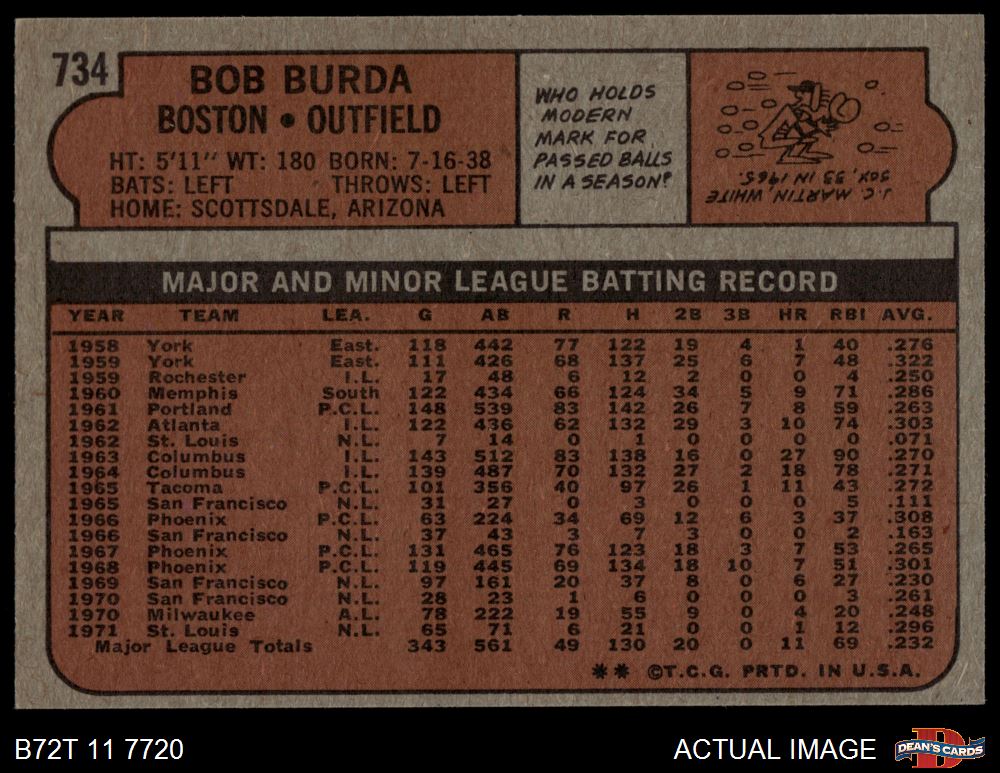 734
BOB BURDA
BOSTON • OUTFIELD
HT: 5'11" WT: 180 BORN: 7-16-38
BATS: LEFT THROWS: LEFT
HOME: SCOTTSDALE, ARIZONA
WHO HOLDS
MODERN
MARK FOR
PASSED BALLS
IN A SEASON?
J.C. MARTIN, WHITE
SOX, 33 IN 1965.
MAJOR AND MINOR LEAGUE BATTING RECORD
YEAR TEAM LEA. G AB R H 2B 3B HR RBI AVG.
1958 York East. 118 442 77 122 19 4 1 40 .276
1959 York East. 111 426 68 137 25 6 7 48 .322
1959 Rochester I.L. 17 48 6 12 2 0 0 4 .250
1960 Memphis South 122 434 66 124 34 5 9 71 .286
1961 Portland P.C.L. 148 539 83 142 26 7 8 59 .263
1962 Atlanta I.L. 122 436 62 132 29 3 10 74 .303
1962 St. Louis N.L. 7 14 0 1 0 0 0 0 .071
1963 Columbus I.L. 143 512 83 138 16 0 27 90 .270
1964 Columbus I.L. 139 487 70 132 27 2 18 78 .271
1965 Tacoma P.C.L. 101 356 40 97 26 1 11 43 .272
1965 San Francisco N.L. 31 27 0 3 0 0 0 5 .111
1966 Phoenix P.C.L. 63 224 34 69 12 6 3 37 .308
1966 San Francisco N.L. 37 43 3 7 3 0 0 2 .163
1967 Phoenix P.C.L. 131 465 76 123 18 3 7 53 .265
1968 Phoenix P.C.L. 119 445 69 134 18 10 7 51 .301
1969 San Francisco N.L. 97 161 20 37 8 0 6 27 .230
1970 San Francisco N.L. 28 23 1 6 0 0 0 3 .261
1970 Milwaukee A.L. 78 222 19 55 9 0 4 20 .248
1971 St. Louis N.L. 65 71 6 21 0 0 1 12 .296
Major League Totals 343 561 49 130 20 0 11 69 .232
** ©T.C.G. PRTD. IN U.S.A.
B72T 11 7720
ACTUAL IMAGE
D
DEAN'S CARDS